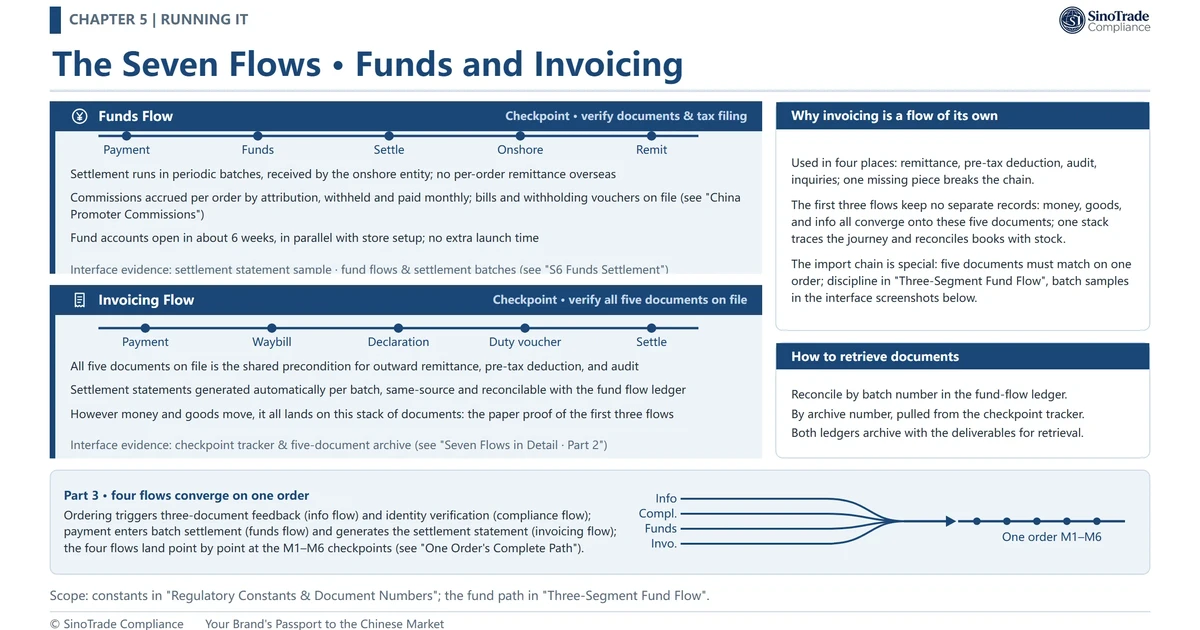 CHAPTER 5 | RUNNING IT
SinoTrade
Compliance
The Seven Flows • Funds and Invoicing
Funds Flow
Checkpoint • verify documents & tax filing
Payment
Funds
Settle
Onshore
Remit
Settlement runs in periodic batches, received by the onshore entity; no per-order remittance overseas
Commissions accrued per order by attribution, withheld and paid monthly; bills and withholding vouchers on file (see "China
Promoter Commissions")
Fund accounts open in about 6 weeks, in parallel with store setup; no extra launch time
Interface evidence: settlement statement sample · fund flows & settlement batches (see "S6 Funds Settlement")
Invoicing Flow
Checkpoint • verify all five documents on file
Payment
Waybill
Declaration
Duty voucher
Settle
All five documents on file is the shared precondition for outward remittance, pre-tax deduction, and audit
Settlement statements generated automatically per batch, same-source and reconcilable with the fund flow ledger
However money and goods move, it all lands on this stack of documents: the paper proof of the first three flows
Interface evidence: checkpoint tracker & five-document archive (see "Seven Flows in Detail · Part 2")
Why invoicing is a flow of its own
Used in four places: remittance, pre-tax deduction, audit,
inquiries; one missing piece breaks the chain.
The first three flows keep no separate records: money, goods,
and info all converge onto these five documents; one stack
traces the journey and reconciles books with stock.
The import chain is special: five documents must match on one
order; discipline in "Three-Segment Fund Flow", batch samples
in the interface screenshots below.
How to retrieve documents
Reconcile by batch number in the fund-flow ledger.
By archive number, pulled from the checkpoint tracker.
Both ledgers archive with the deliverables for retrieval.
Part 3 • four flows converge on one order
Ordering triggers three-document feedback (info flow) and identity verification (compliance flow);
payment enters batch settlement (funds flow) and generates the settlement statement (invoicing flow);
the four flows land point by point at the M1–M6 checkpoints (see "One Order's Complete Path").
Info
Compl.
Funds
Invo.
One order M1–M6
Scope: constants in "Regulatory Constants & Document Numbers"; the fund path in "Three-Segment Fund Flow".
© SinoTrade Compliance
Your Brand's Passport to the Chinese Market